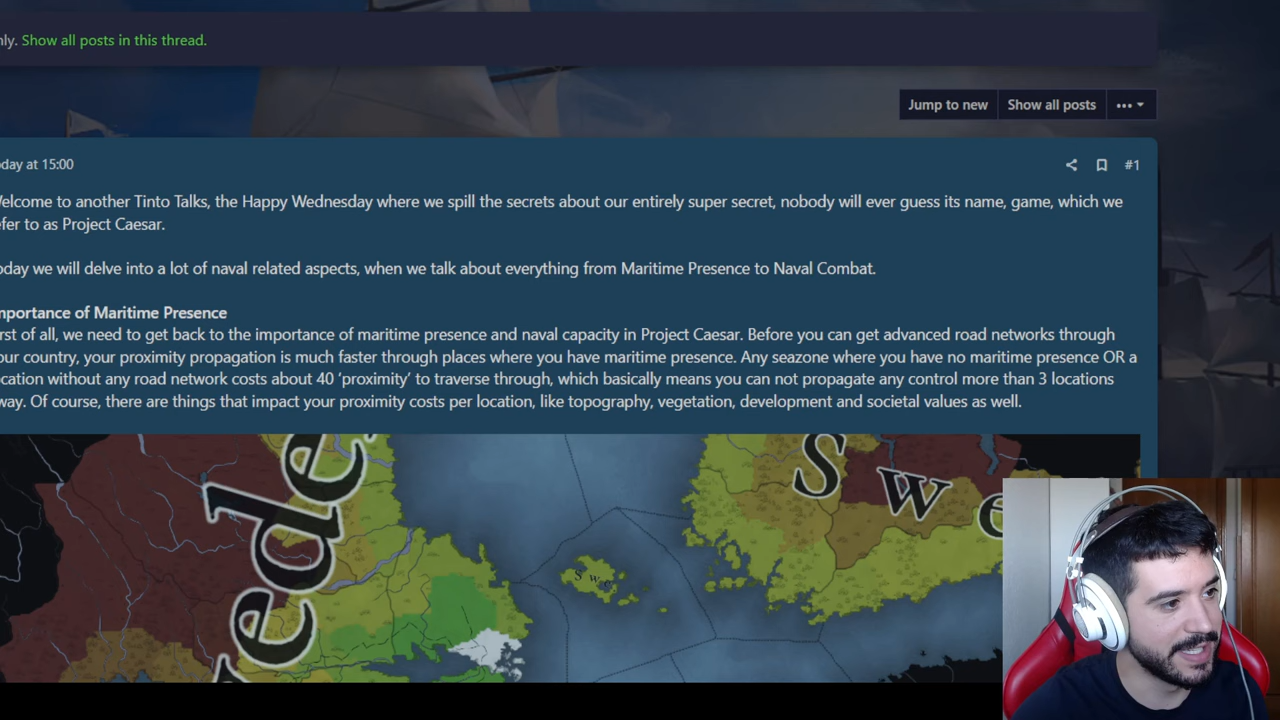 nly. Show all posts in this thread.
Jump to new Show all posts •••
oday at 15:00 #1
elcome to another Tinto Talks, the Happy Wednesday where we spill the secrets about our entirely super secret, nobody will ever guess its name, game, which we
efer to as Project Caesar.
oday we will delve into a lot of naval related aspects, when we talk about everything from Maritime Presence to Naval Combat.
mportance of Maritime Presence
rst of all, we need to get back to the importance of maritime presence and naval capacity in Project Caesar. Before you can get advanced road networks through
our country, your proximity propagation is much faster through places where you have maritime presence. Any seazone where you have no maritime presence OR a
cation without any road network costs about 40 ‘proximity’ to traverse through, which basically means you can not propagate any control more than 3 locations
way. Of course, there are things that impact your proximity costs per location, like topography, vegetation, development and societal values as well.
wede
Swe
Swe